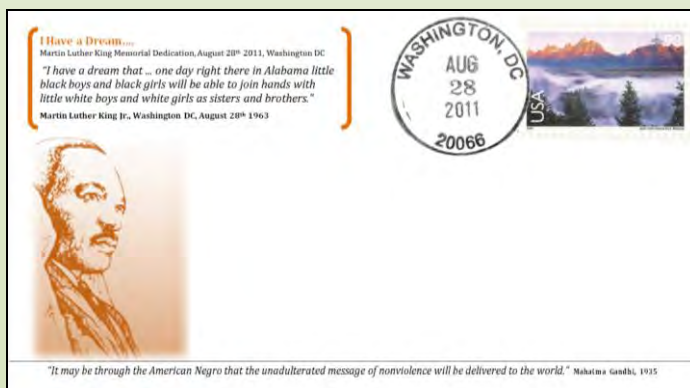 I Have a Dream....
Martin Luther King Memorial Dedication, August 28th 2011, Washington DC
"I have a dream that ... one day right there in Alabama little
black boys and black girls will be able to join hands with
little white boys and white girls as sisters and brothers."
Martin Luther King Jr., Washington DC, August 28th 1963
WASHINGTON, DC
AUG
28
2011
20066
USA
"It may be through the American Negro that the unadulterated message of nonviolence will be delivered to the world." Mahatma Gandhi, 1935